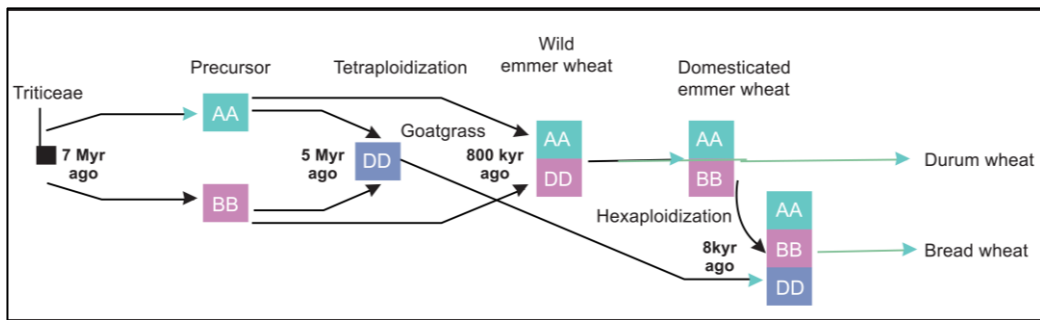 Triticeae
7 Myr
ago
Precursor
AA
BB
Tetraploidization
5 Myr
ago
DD
Goatgrass
800 kyr
ago
Wild
emmer wheat
AA
DD
Domesticated
emmer wheat
AA
BB
Durum wheat
Hexaploidization
8kyr
ago
AA
BB
DD
Bread wheat